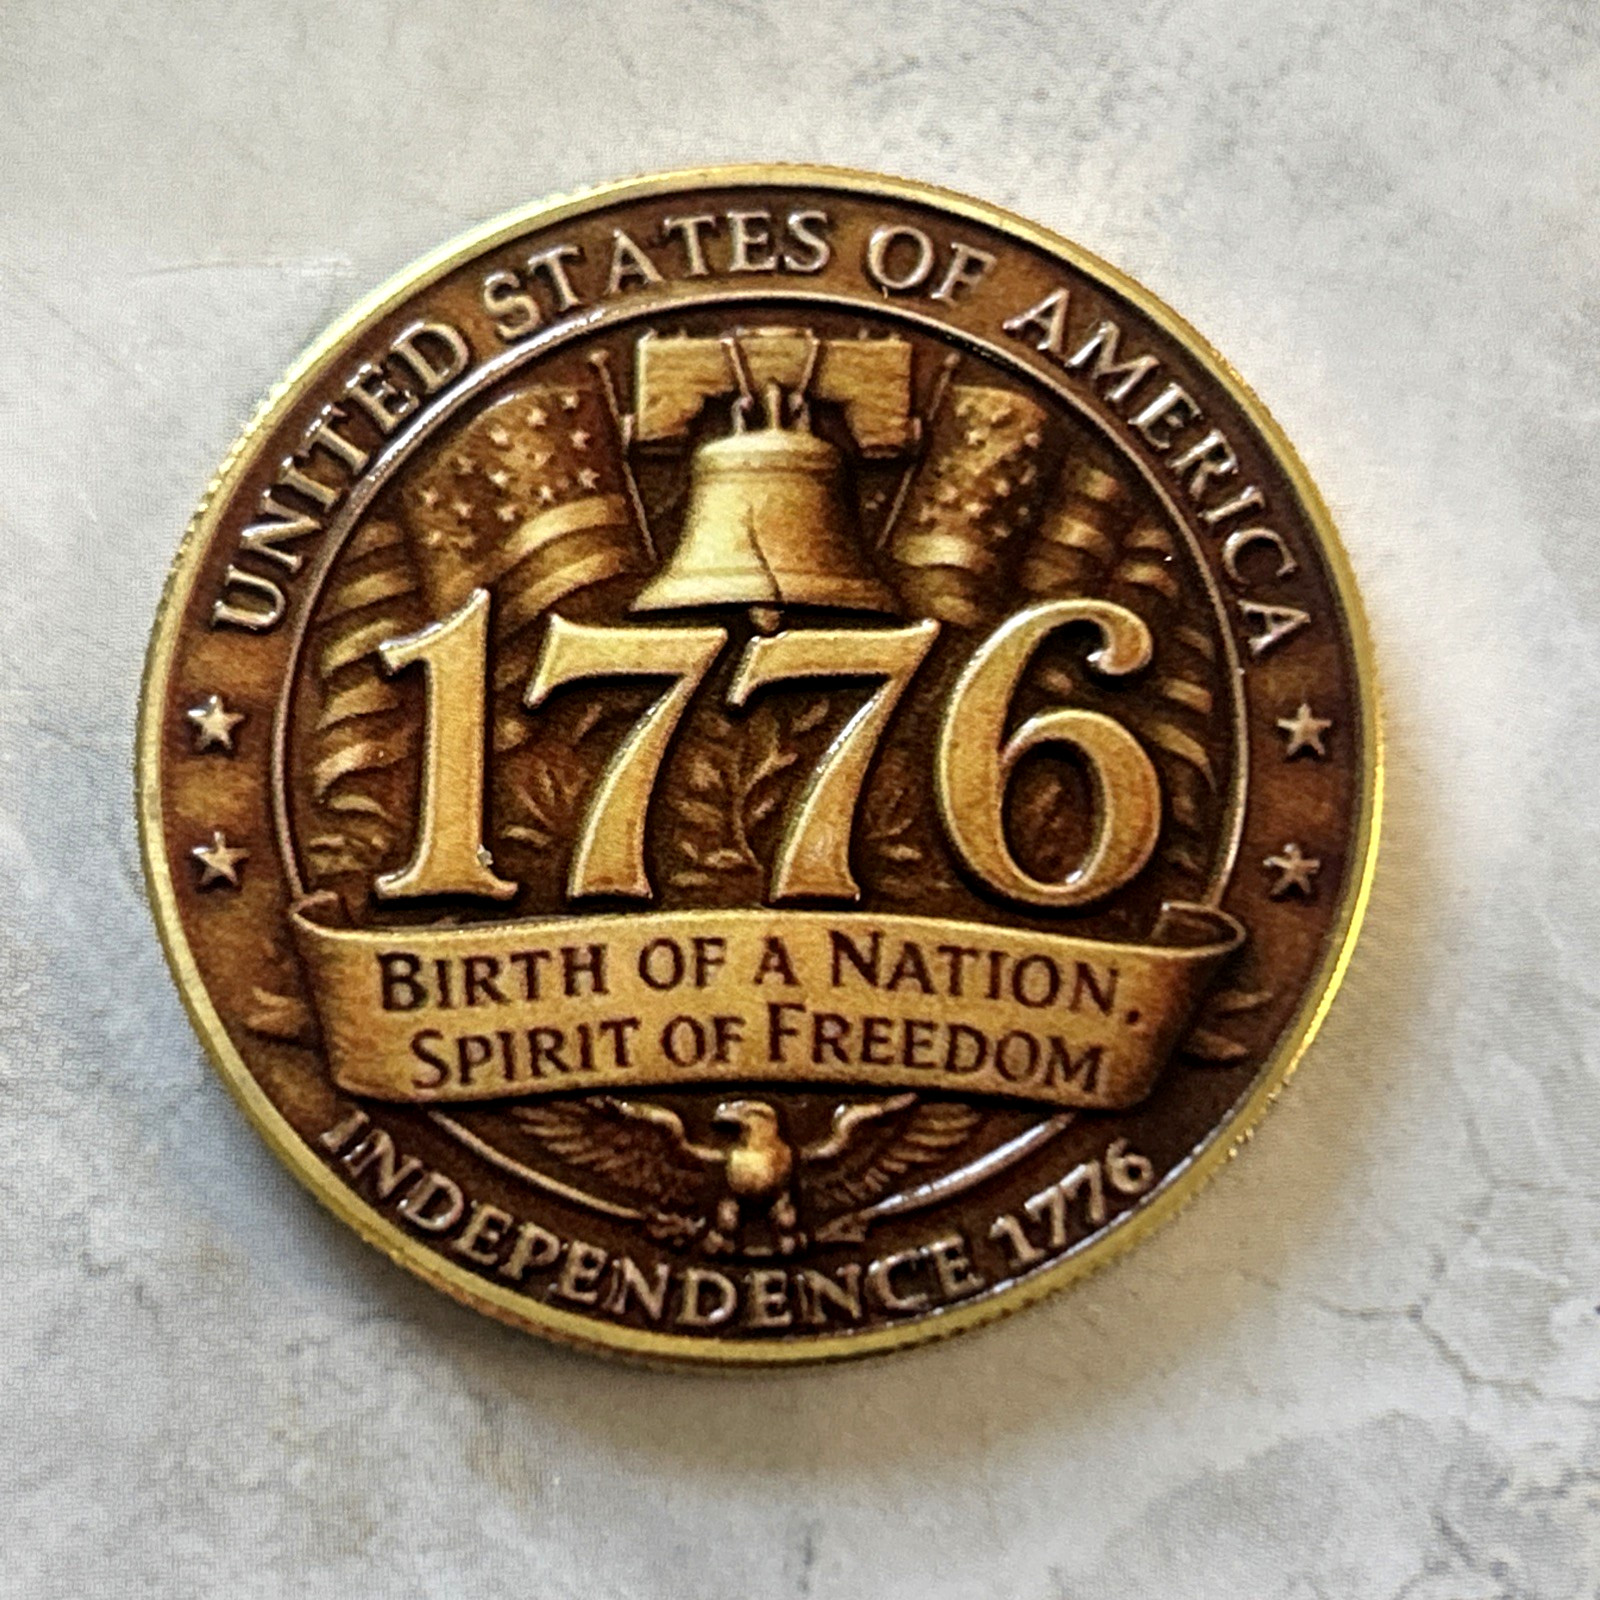 UNITED STATES OF AMERICA
1776
BIRTH OF A NATION,
SPIRIT OF FREEDOM
INDEPENDENCE 1776